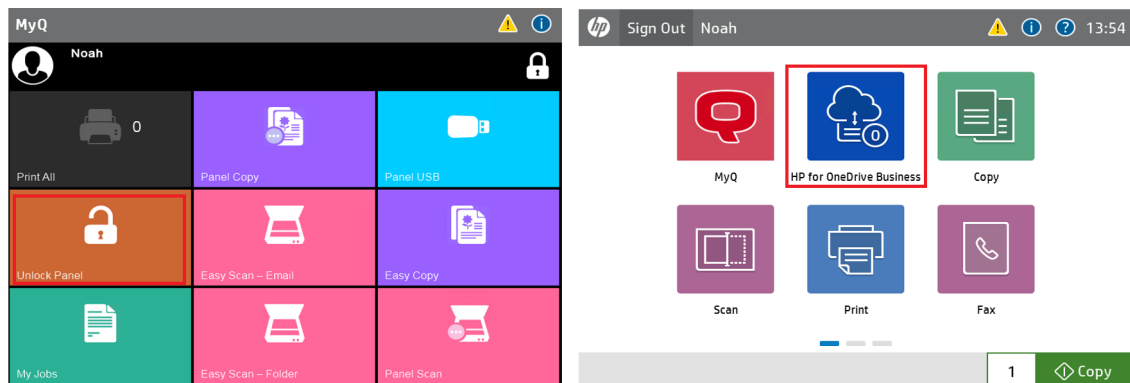 MyQ
Noah
0
Print All
Panel Copy
Panel USB
Unlock Panel
Easy Scan – Email
Easy Copy
My Jobs
Easy Scan – Folder
Panel Scan
hp Sign Out Noah 13:54
MyQ
HP for OneDrive Business
Copy
Scan
Print
Fax
1
Copy